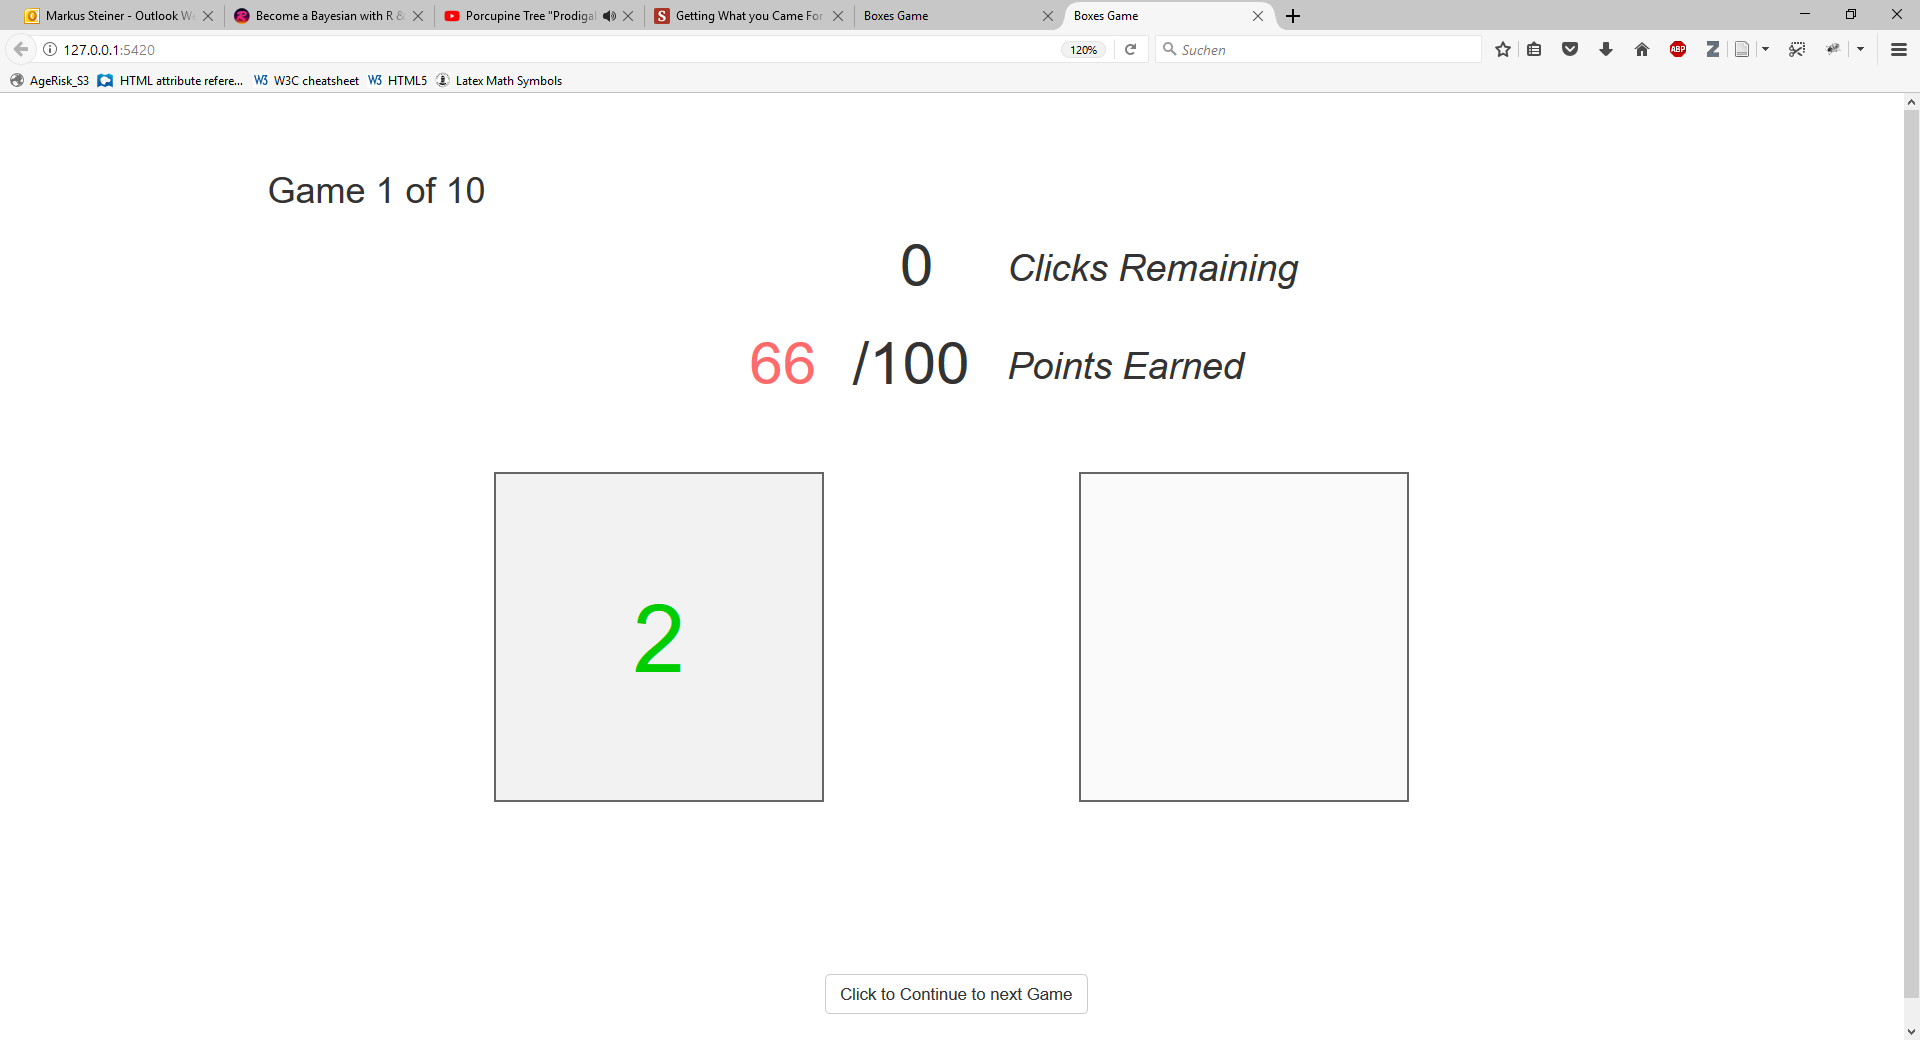 Markus Steiner - Outlook We
Become a Bayesian with R &
Porcupine Tree "Prodigal
Getting What you Came For
Boxes Game
Boxes Game
127.0.0.1:5420
120%
Suchen
ABP
AgeRisk_S3
HTML attribute refere...
W3C cheatsheet
HTML5
Latex Math Symbols
Game 1 of 10
0 Clicks Remaining
66 /100 Points Earned
2
Click to Continue to next Game